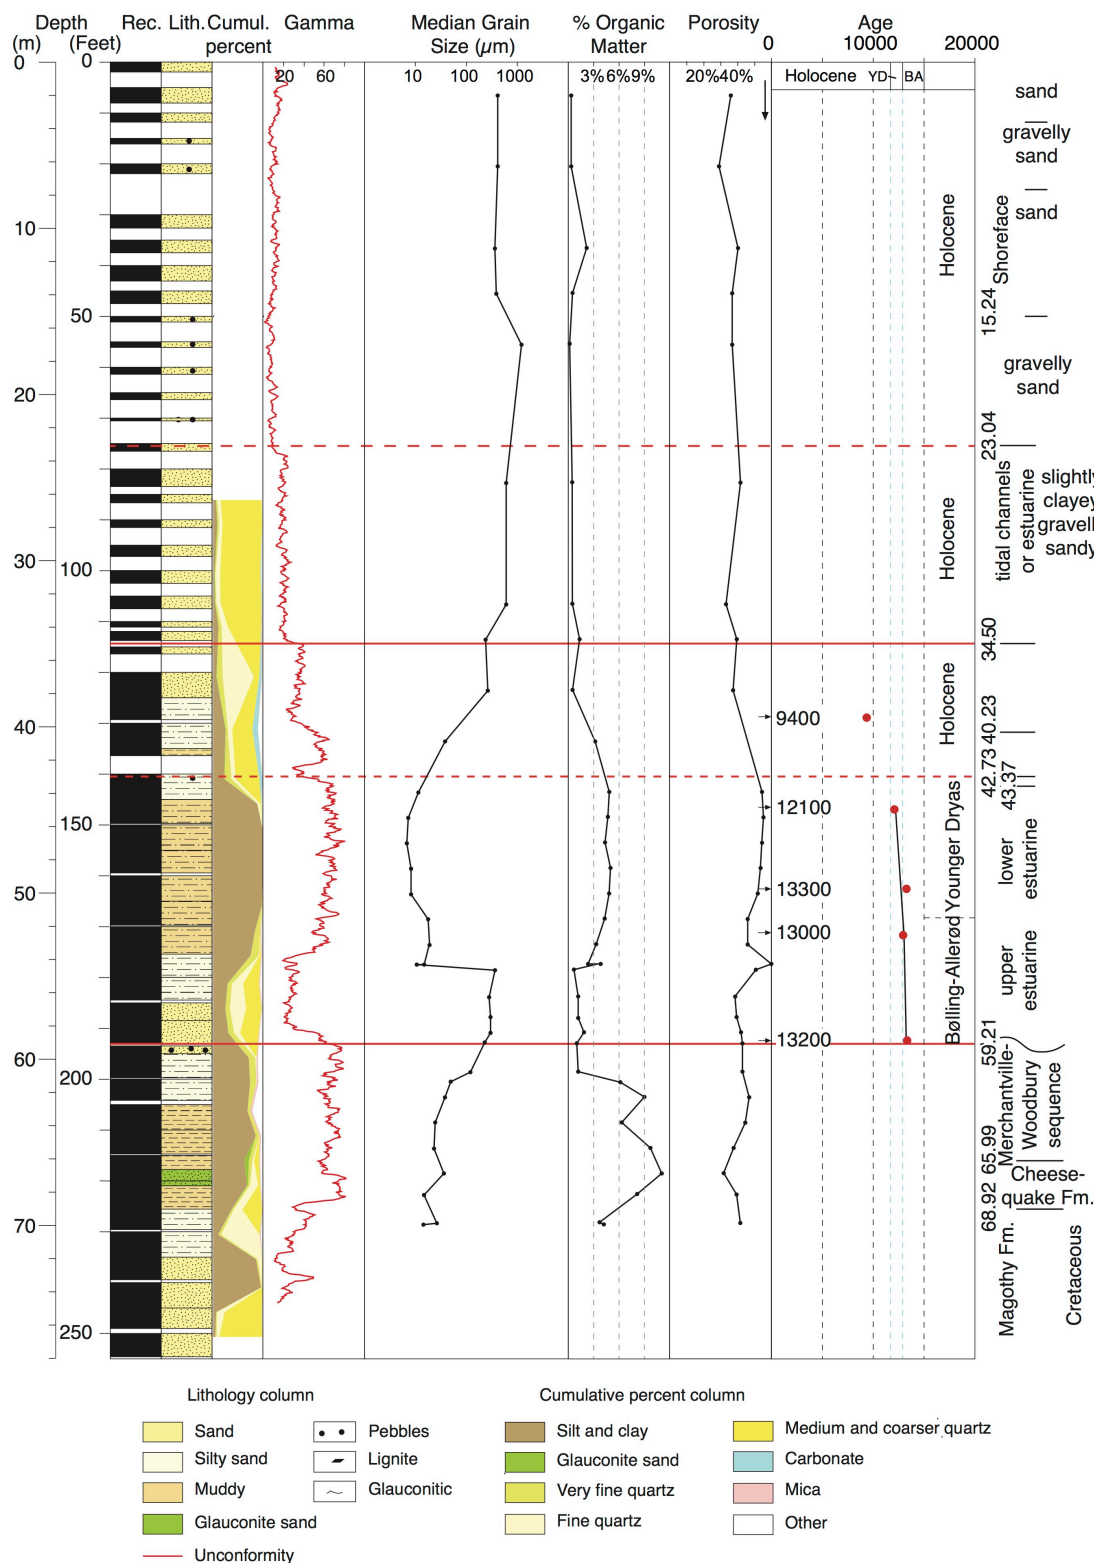 Depth
(m) (Feet)
Rec. Lith. Cumul.
percent
Gamma
Median Grain
Size (µm)
% Organic
Matter
Porosity
Age
0 10000 20000
0
0
20 60
10 100 1000
3% 6% 9%
20% 40%
Holocene YD BA
sand
gravelly
sand
sand
10
Holocene
Shoreface
15.24
50
gravelly
sand
20
23.04
Holocene
tidal channels
or estuarine
slightly
clayey
gravell
sandy
30
100
34.50
Holocene
40
9400
40.23
42.73
43.37
12100
150
Younger Dryas
lower
estuarine
50
13300
13000
Bølling-Allerød
upper
estuarine
13200
59.21
60
200
Merchantville-
Woodbury
sequence
65.99
Cheese-
quake Fm.
68.92
70
Magothy Fm.
Cretaceous
250
Lithology column
Sand
Silty sand
Muddy
Glauconite sand
Unconformity
Pebbles
Lignite
Glauconitic
Cumulative percent column
Silt and clay
Glauconite sand
Very fine quartz
Fine quartz
Medium and coarser quartz
Carbonate
Mica
Other